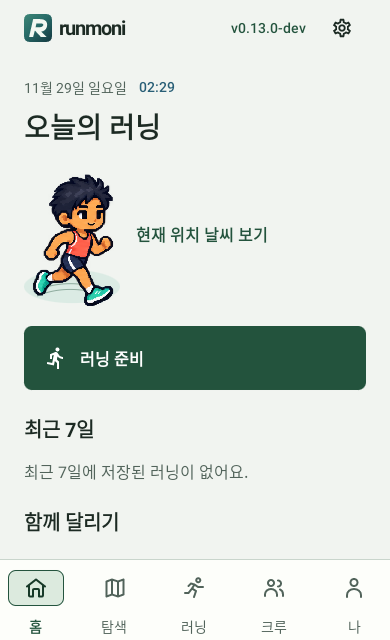 runmoni
v0.13.0-dev
11월 29일 일요일 02:29
오늘의 러닝
현재 위치 날씨 보기
러닝 준비
최근 7일
최근 7일에 저장된 러닝이 없어요.
함께 달리기
홈 탐색 러닝 크루 나